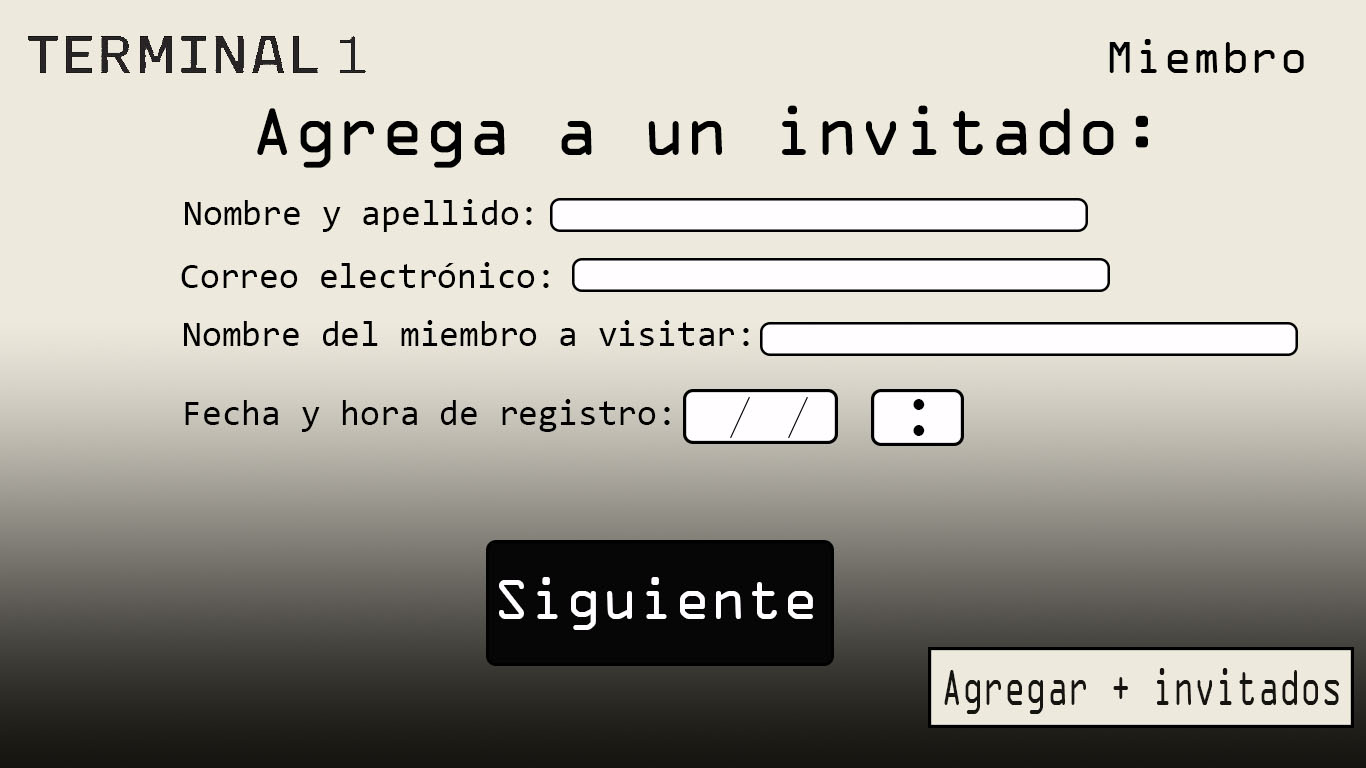 TERMINAL 1
Miembro
Agrega a un invitado:
Nombre y apellido:
Correo electrónico:
Nombre del miembro a visitar:
Fecha y hora de registro: / / :
Siguiente
Agregar + invitados